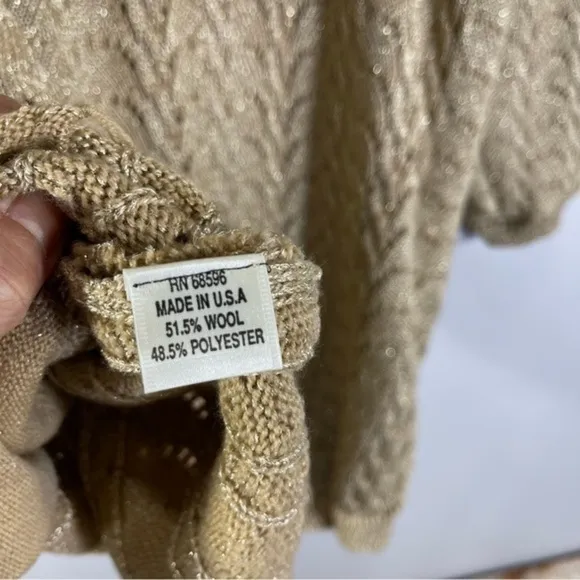 RN 68596
MADE IN U.S.A
51.5% WOOL
48.5% POLYESTER